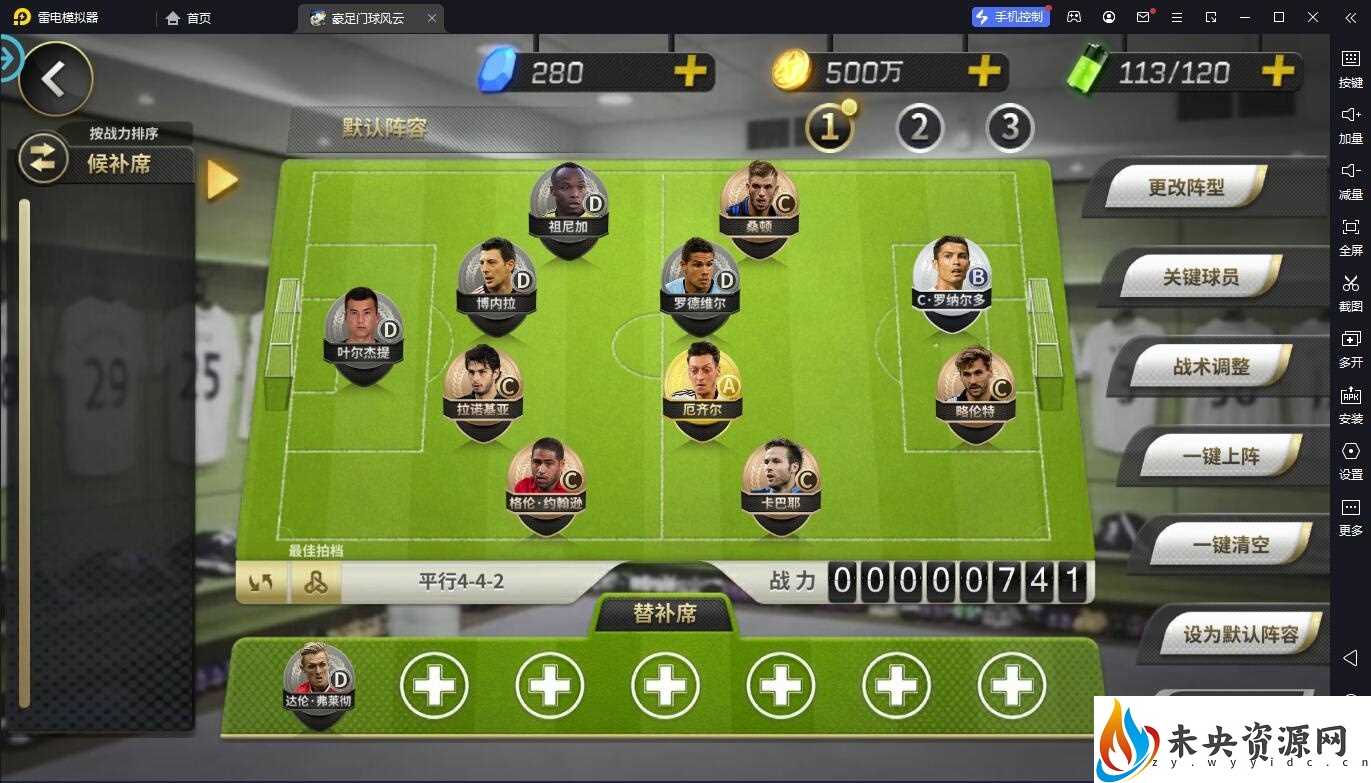 雷电模拟器
首页
豪足门球风云
手机控制
280
500万
113/120
按战力排序
候补席
默认阵容
1
2
3
更改阵型
关键球员
战术调整
一键上阵
一键清空
设为默认阵容
祖尼加
D
桑顿
C
博内拉
D
罗德维尔
D
C·罗纳尔多
B
叶尔杰提
D
拉诺基亚
C
厄齐尔
A
略伦特
C
格伦·约翰逊
C
卡巴耶
C
29
25
最佳拍档
平行4-4-2
战力
00000741
替补席
达伦·弗莱彻
D
按键
加量
减量
全屏
截图
多开
APK
安装
设置
更多
未央资源网
zy.wyyidc.cn